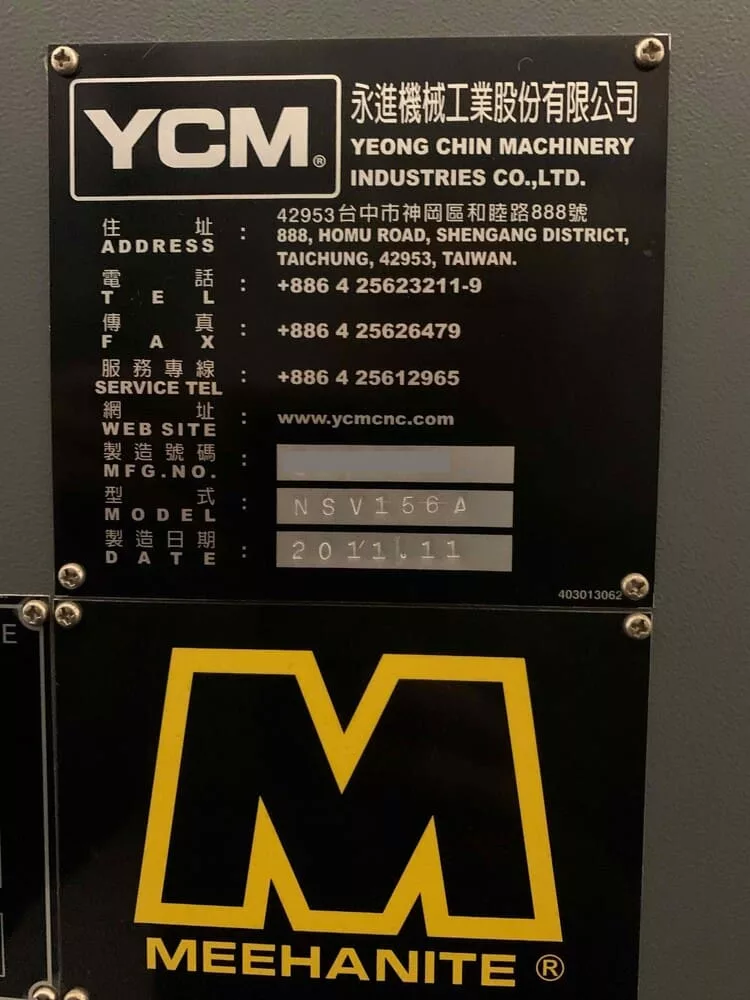 YCM®
永進機械工業股份有限公司
YEONG CHIN MACHINERY
INDUSTRIES CO.,LTD.
住址 : 42953台中市神岡區和睦路888號
ADDRESS 888, HOMU ROAD, SHENGANG DISTRICT,
TAICHUNG, 42953, TAIWAN.
電話
TEL : +886 4 25623211-9
傳真
FAX : +886 4 25626479
服務專線
SERVICE TEL : +886 4 25612965
網址
WEB SITE : www.ycmcnc.com
製造號碼
MFG.NO. :
型式
MODEL : NSV156A
製造日期
DATE : 2011.11
403013062
E
MEEHANITE®